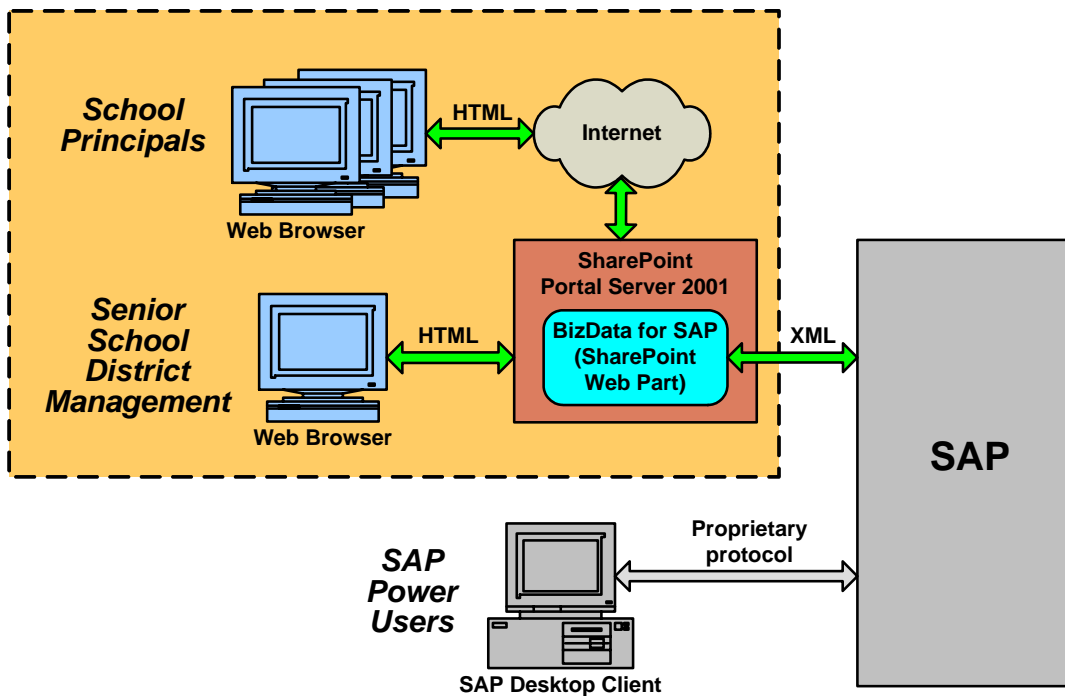 School
Principals
HTML
Internet
Web Browser
SharePoint
Portal Server 2001
Senior
School
District
Management
HTML
BizData for SAP
(SharePoint
Web Part)
XML
Web Browser
SAP
SAP
Power
Users
Proprietary
protocol
SAP Desktop Client